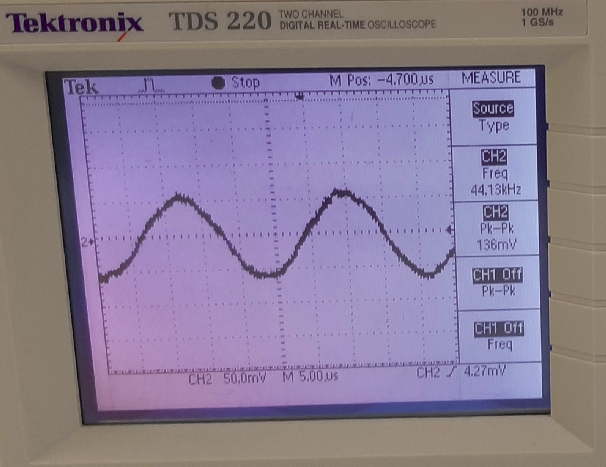 Tektronix TDS 220 TWO CHANNEL DIGITAL REAL-TIME OSCILLOSCOPE
100 MHz
1 GS/s
Tek Stop M Pos: -4.700µs MEASURE
Source
Type
CH2
Freq
44.13kHz
CH2
Pk-Pk
136mV
CH1 Off
Pk-Pk
CH1 Off
Freq
2
CH2 50.0mV M 5.00µs CH2 4.27mV